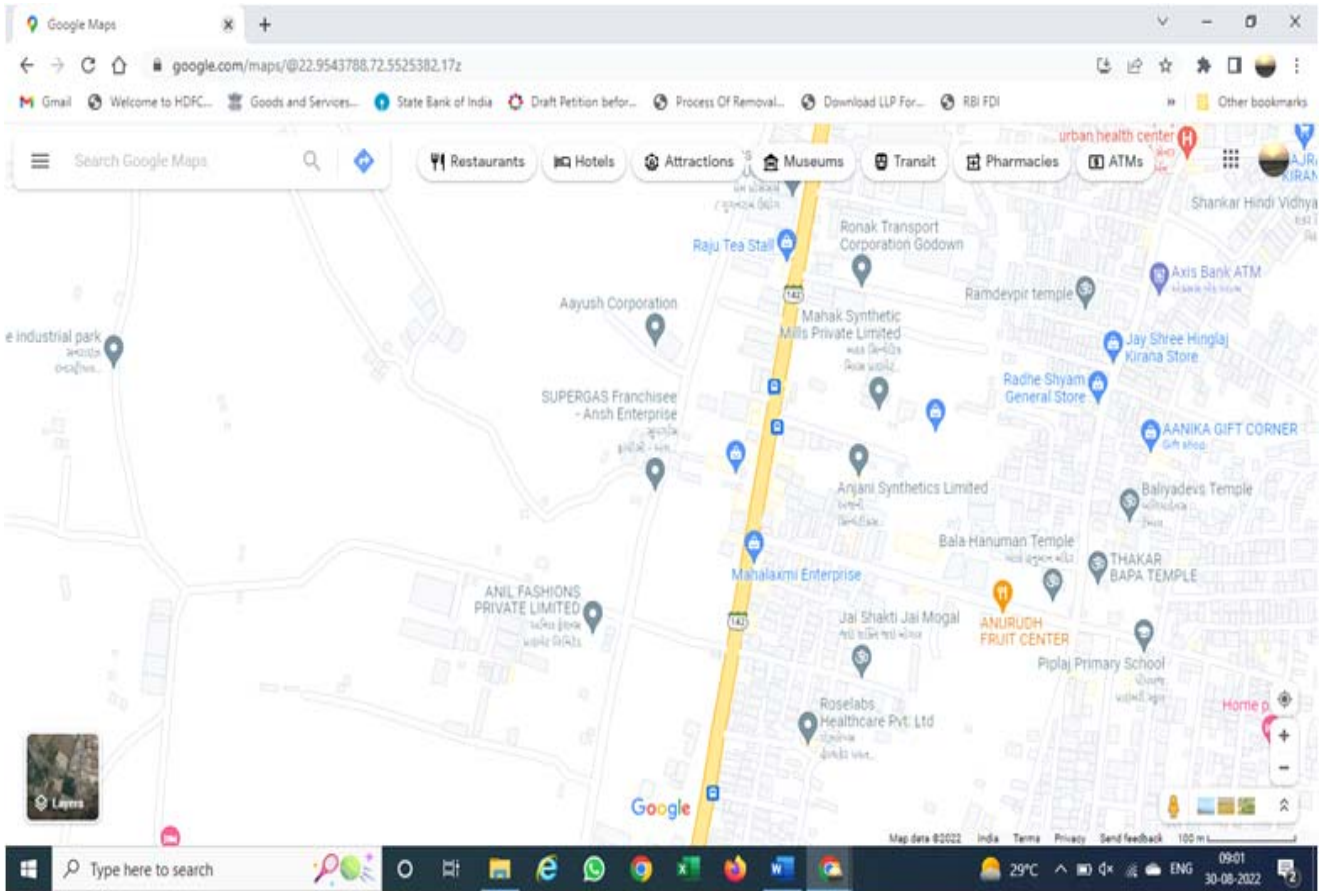 Google Maps
google.com/maps/@22.9543788,72.5525382,17z
Gmail
Welcome to HDFC...
Goods and Services...
State Bank of India
Draft Petition befor...
Process Of Removal...
Download LLP For...
RBI FDI
Other bookmarks
Search Google Maps
Restaurants
Hotels
Attractions
Museums
Transit
Pharmacies
ATMs
urban health center
KIRAN
Shankar Hindi Vidhya
Raju Tea Stall
Ronak Transport
Corporation Godown
142
Ramdevpir temple
Axis Bank ATM
Aayush Corporation
Mahak Synthetic
Mills Private Limited
e industrial park
Jay Shree Hinglaj
Kirana Store
Radhe Shyam
General Store
SUPERGAS Franchisee
- Ansh Enterprise
AANIKA GIFT CORNER
Gift shop
Anjani Synthetics Limited
Baliyadevs Temple
Bala Hanuman Temple
THAKAR
BAPA TEMPLE
Mahalaxmi Enterprise
ANIL FASHIONS
PRIVATE LIMITED
142
Jai Shakti Jai Mogal
ANURUDH
FRUIT CENTER
Piplaj Primary School
Roselabs
Healthcare Pvt. Ltd
Home p
Layers
Google
Map data ©2022 India Terms Privacy Send feedback 100 m
Type here to search
29°C
ENG
09:01
30-08-2022
2